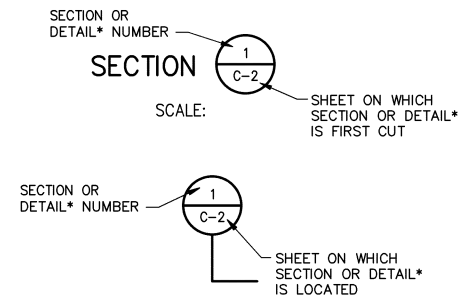 SECTION OR
DETAIL* NUMBER
SECTION
1
C-2
SCALE:
SHEET ON WHICH
SECTION OR DETAIL*
IS FIRST CUT
SECTION OR
DETAIL* NUMBER
1
C-2
SHEET ON WHICH
SECTION OR DETAIL*
IS LOCATED